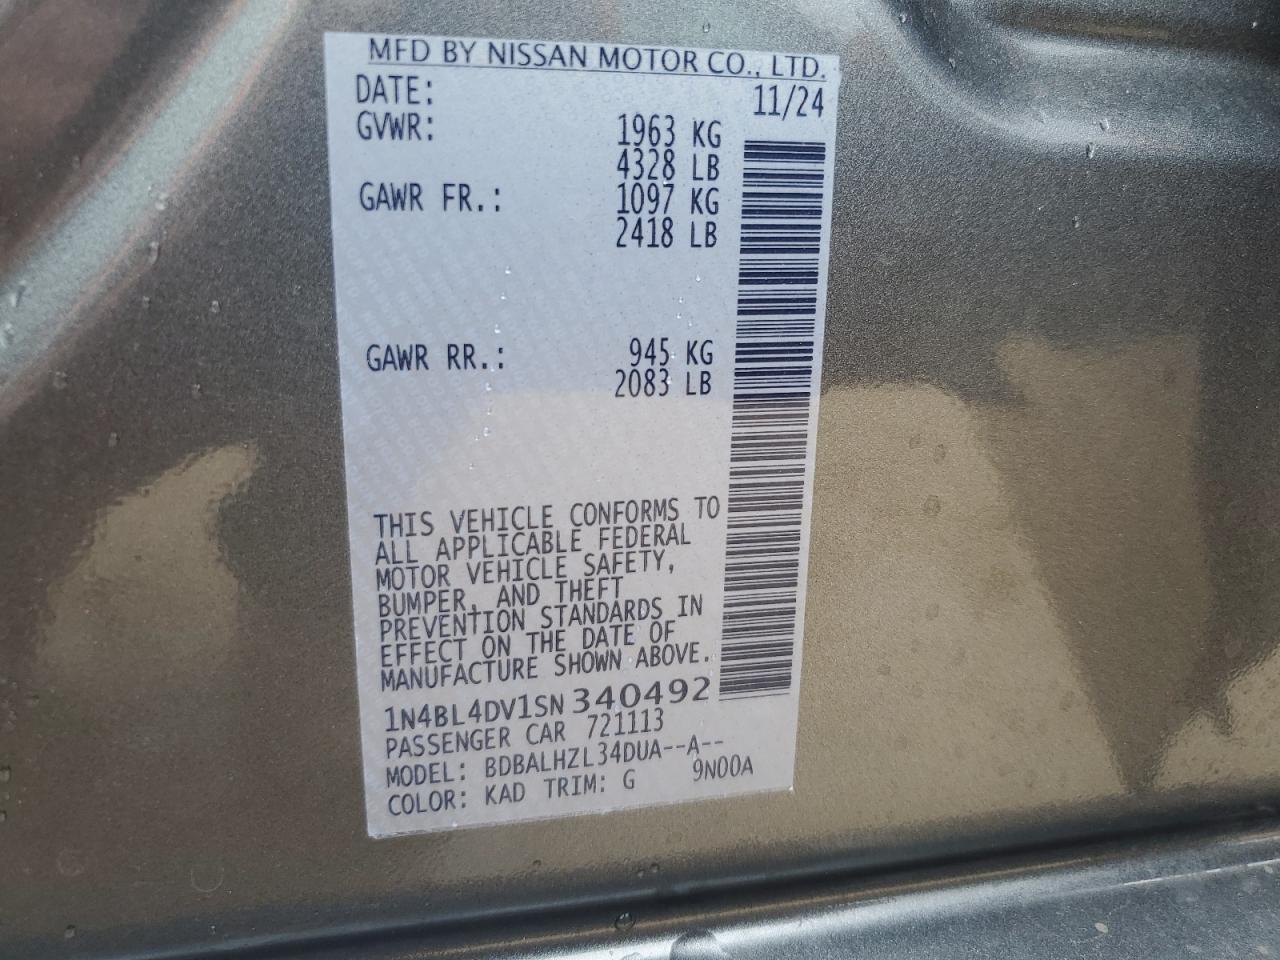 MFD BY NISSAN MOTOR CO., LTD.
DATE: 11/24
GVWR: 1963 KG
4328 LB
GAWR FR.: 1097 KG
2418 LB
GAWR RR.: 945 KG
2083 LB
THIS VEHICLE CONFORMS TO
ALL APPLICABLE FEDERAL
MOTOR VEHICLE SAFETY,
BUMPER, AND THEFT
PREVENTION STANDARDS IN
EFFECT ON THE DATE OF
MANUFACTURE SHOWN ABOVE.
1N4BL4DV1SN340492
PASSENGER CAR 721113
MODEL: BDBALHZL34DUA--A--
COLOR: KAD TRIM: G 9N00A